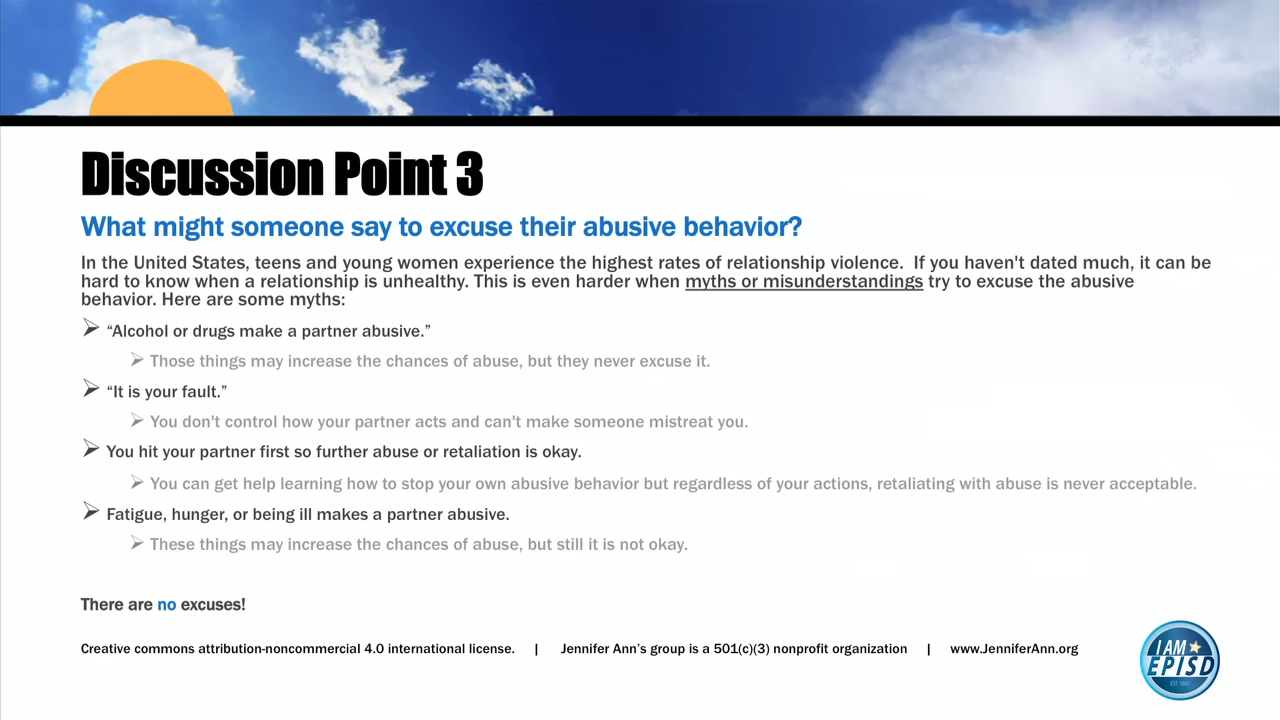 Discussion Point 3
What might someone say to excuse their abusive behavior?
In the United States, teens and young women experience the highest rates of relationship violence.  If you haven't dated much, it can be
hard to know when a relationship is unhealthy. This is even harder when myths or misunderstandings try to excuse the abusive
behavior. Here are some myths:
“Alcohol or drugs make a partner abusive.”
Those things may increase the chances of abuse, but they never excuse it.
“It is your fault.”
You don't control how your partner acts and can't make someone mistreat you.
You hit your partner first so further abuse or retaliation is okay.
You can get help learning how to stop your own abusive behavior but regardless of your actions, retaliating with abuse is never acceptable.
Fatigue, hunger, or being ill makes a partner abusive.
These things may increase the chances of abuse, but still it is not okay.
There are no excuses!
Creative commons attribution-noncommercial 4.0 international license. | Jennifer Ann’s group is a 501(c)(3) nonprofit organization | www.JenniferAnn.org
I AM
EPISD